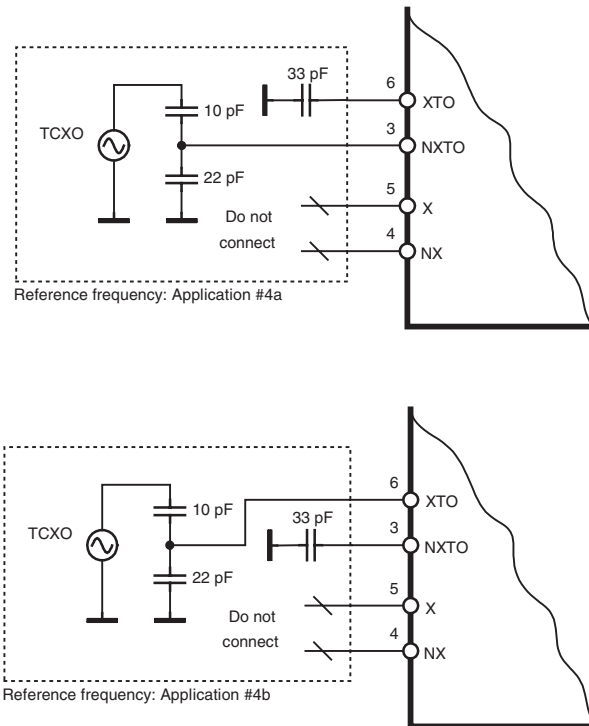 33 pF
6
XTO
10 pF
TCXO
3
NXTO
22 pF
5
X
Do not
connect
4
NX
Reference frequency: Application #4a
6
XTO
10 pF
33 pF
TCXO
3
NXTO
22 pF
5
X
Do not
connect
4
NX
Reference frequency: Application #4b